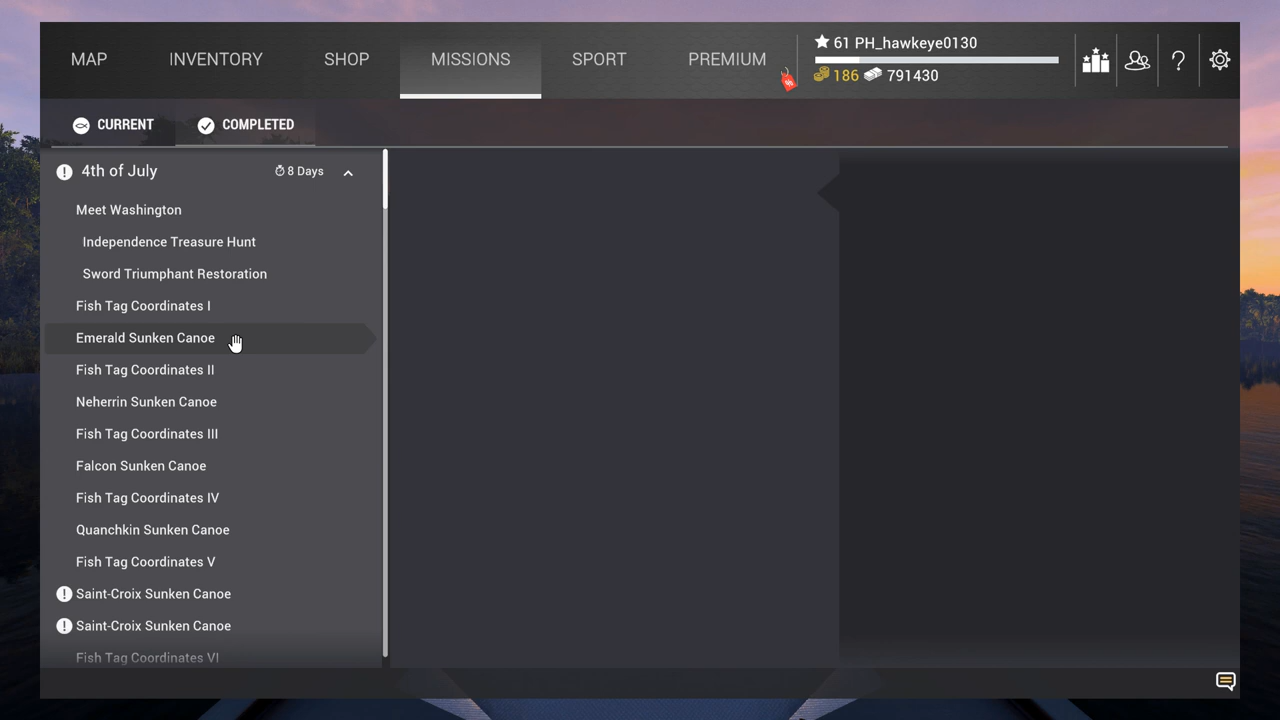 MAP
INVENTORY
SHOP
MISSIONS
SPORT
PREMIUM
61 PH_hawkeye0130
186 791430
?
CURRENT
COMPLETED
! 4th of July 8 Days
Meet Washington
Independence Treasure Hunt
Sword Triumphant Restoration
Fish Tag Coordinates I
Emerald Sunken Canoe
Fish Tag Coordinates II
Neherrin Sunken Canoe
Fish Tag Coordinates III
Falcon Sunken Canoe
Fish Tag Coordinates IV
Quanchkin Sunken Canoe
Fish Tag Coordinates V
! Saint-Croix Sunken Canoe
! Saint-Croix Sunken Canoe
Fish Tag Coordinates VI